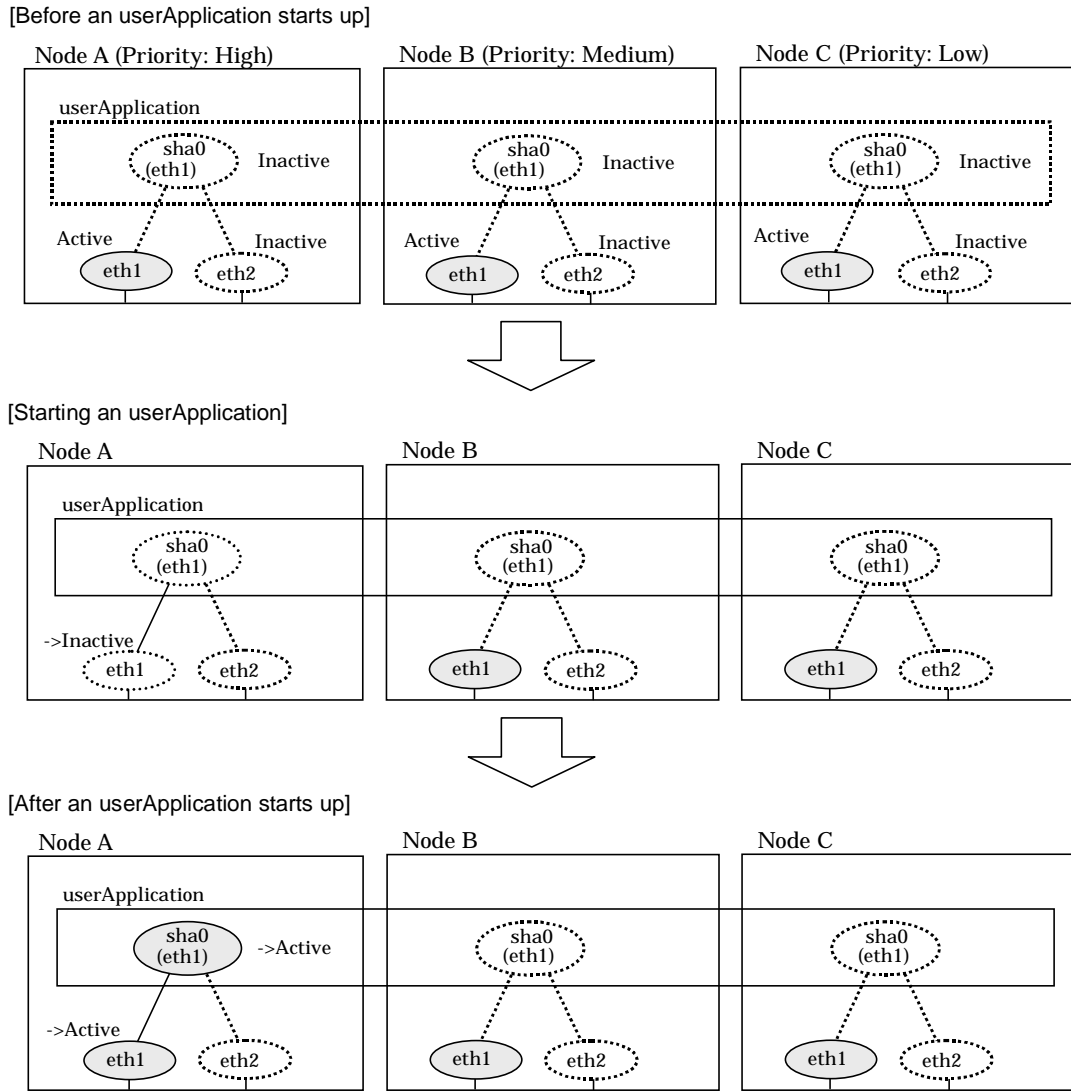 [Before an userApplication starts up]
Node A (Priority: High)
Node B (Priority: Medium)
Node C (Priority: Low)
userApplication
sha0
(eth1)
Inactive
sha0
(eth1)
Inactive
sha0
(eth1)
Inactive
Active
Inactive
Active
Inactive
Active
Inactive
eth1
eth2
eth1
eth2
eth1
eth2
[Starting an userApplication]
Node A
Node B
Node C
userApplication
sha0
(eth1)
sha0
(eth1)
sha0
(eth1)
->Inactive
eth1
eth2
eth1
eth2
eth1
eth2
[After an userApplication starts up]
Node A
Node B
Node C
userApplication
sha0
(eth1)
->Active
sha0
(eth1)
sha0
(eth1)
->Active
eth1
eth2
eth1
eth2
eth1
eth2